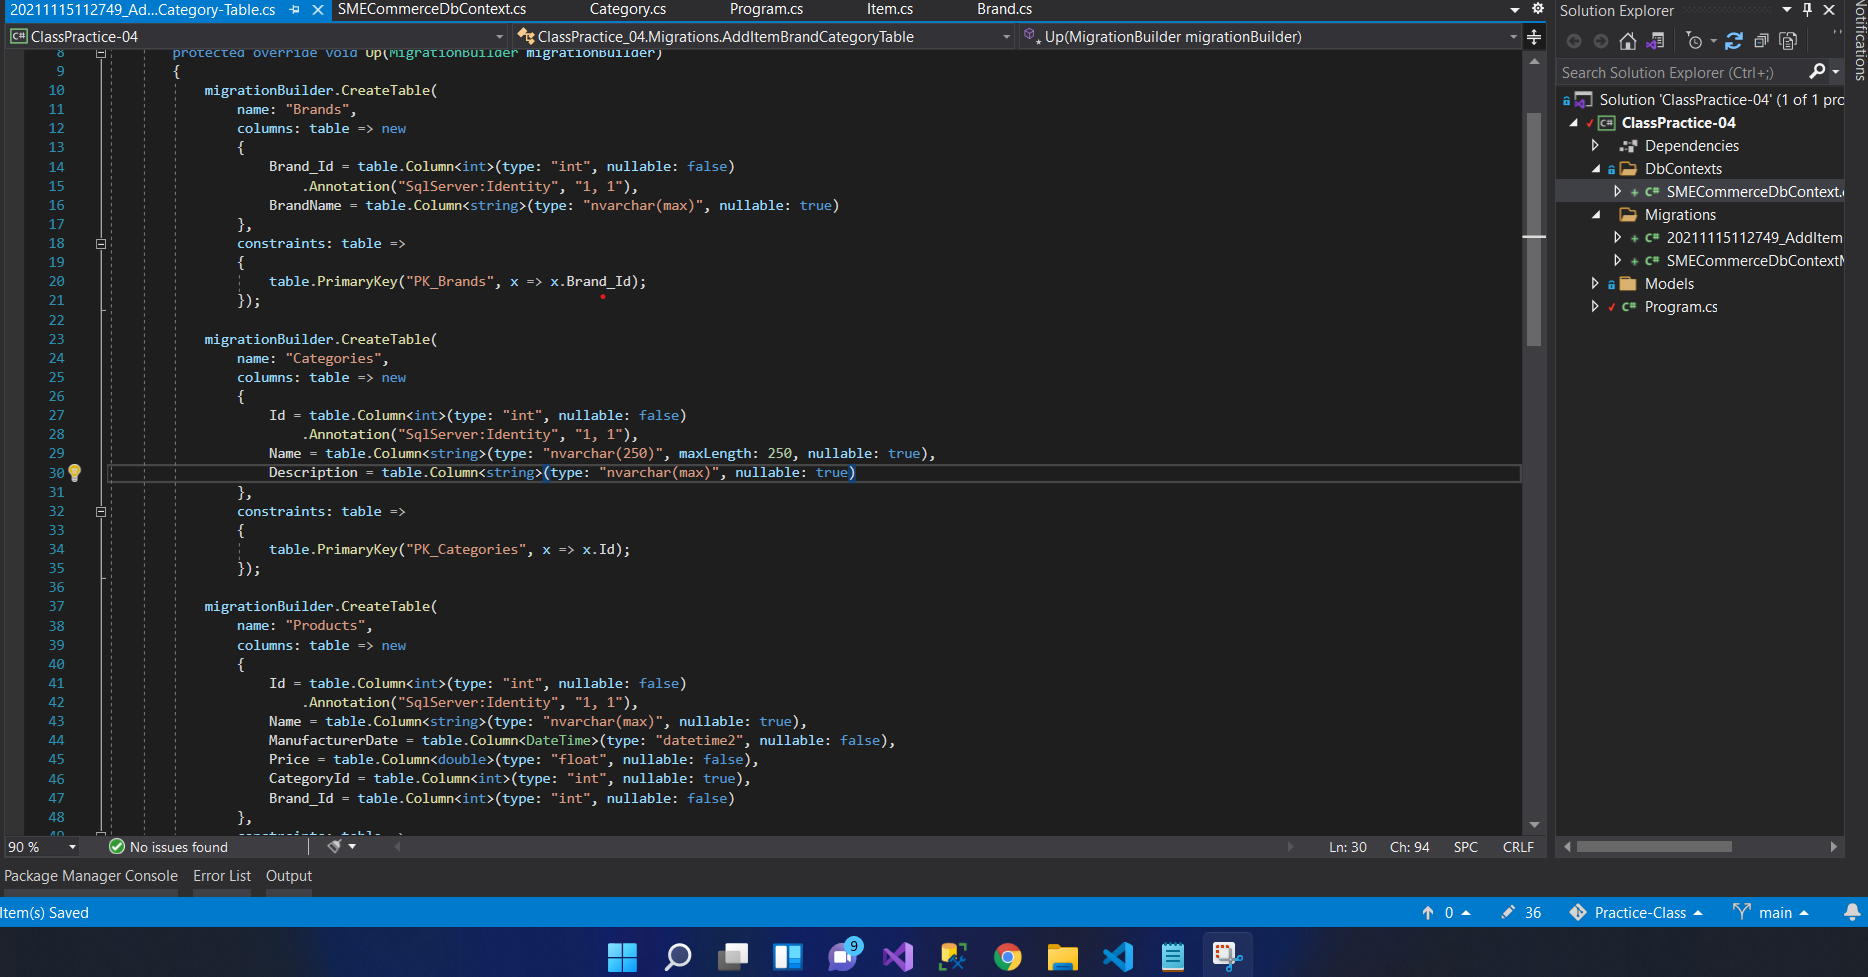 20211115112749_Ad...Category-Table.cs
SMECommerceDbContext.cs
Category.cs
Program.cs
Item.cs
Brand.cs
ClassPractice-04
ClassPractice_04.Migrations.AddItemBrandCategoryTable
Up(MigrationBuilder migrationBuilder)
8 protected override void Up(MigrationBuilder migrationBuilder)
9 {
10 migrationBuilder.CreateTable(
11 name: "Brands",
12 columns: table => new
13 {
14 Brand_Id = table.Column<int>(type: "int", nullable: false)
15 .Annotation("SqlServer:Identity", "1, 1"),
16 BrandName = table.Column<string>(type: "nvarchar(max)", nullable: true)
17 },
18 constraints: table =>
19 {
20 table.PrimaryKey("PK_Brands", x => x.Brand_Id);
21 });
22
23 migrationBuilder.CreateTable(
24 name: "Categories",
25 columns: table => new
26 {
27 Id = table.Column<int>(type: "int", nullable: false)
28 .Annotation("SqlServer:Identity", "1, 1"),
29 Name = table.Column<string>(type: "nvarchar(250)", maxLength: 250, nullable: true),
30 Description = table.Column<string>(type: "nvarchar(max)", nullable: true)
31 },
32 constraints: table =>
33 {
34 table.PrimaryKey("PK_Categories", x => x.Id);
35 });
36
37 migrationBuilder.CreateTable(
38 name: "Products",
39 columns: table => new
40 {
41 Id = table.Column<int>(type: "int", nullable: false)
42 .Annotation("SqlServer:Identity", "1, 1"),
43 Name = table.Column<string>(type: "nvarchar(max)", nullable: true),
44 ManufacturerDate = table.Column<DateTime>(type: "datetime2", nullable: false),
45 Price = table.Column<double>(type: "float", nullable: false),
46 CategoryId = table.Column<int>(type: "int", nullable: true),
47 Brand_Id = table.Column<int>(type: "int", nullable: false)
48 },
49 constraints: table =>
90 %
No issues found
Ln: 30 Ch: 94 SPC CRLF
Package Manager Console Error List Output
Item(s) Saved
0
36
Practice-Class
main
Solution Explorer
Search Solution Explorer (Ctrl+;)
Solution 'ClassPractice-04' (1 of 1 pro
C# ClassPractice-04
Dependencies
DbContexts
C# SMECommerceDbContext.c
Migrations
C# 20211115112749_AddItem
C# SMECommerceDbContextM
Models
C# Program.cs
Notifications
9